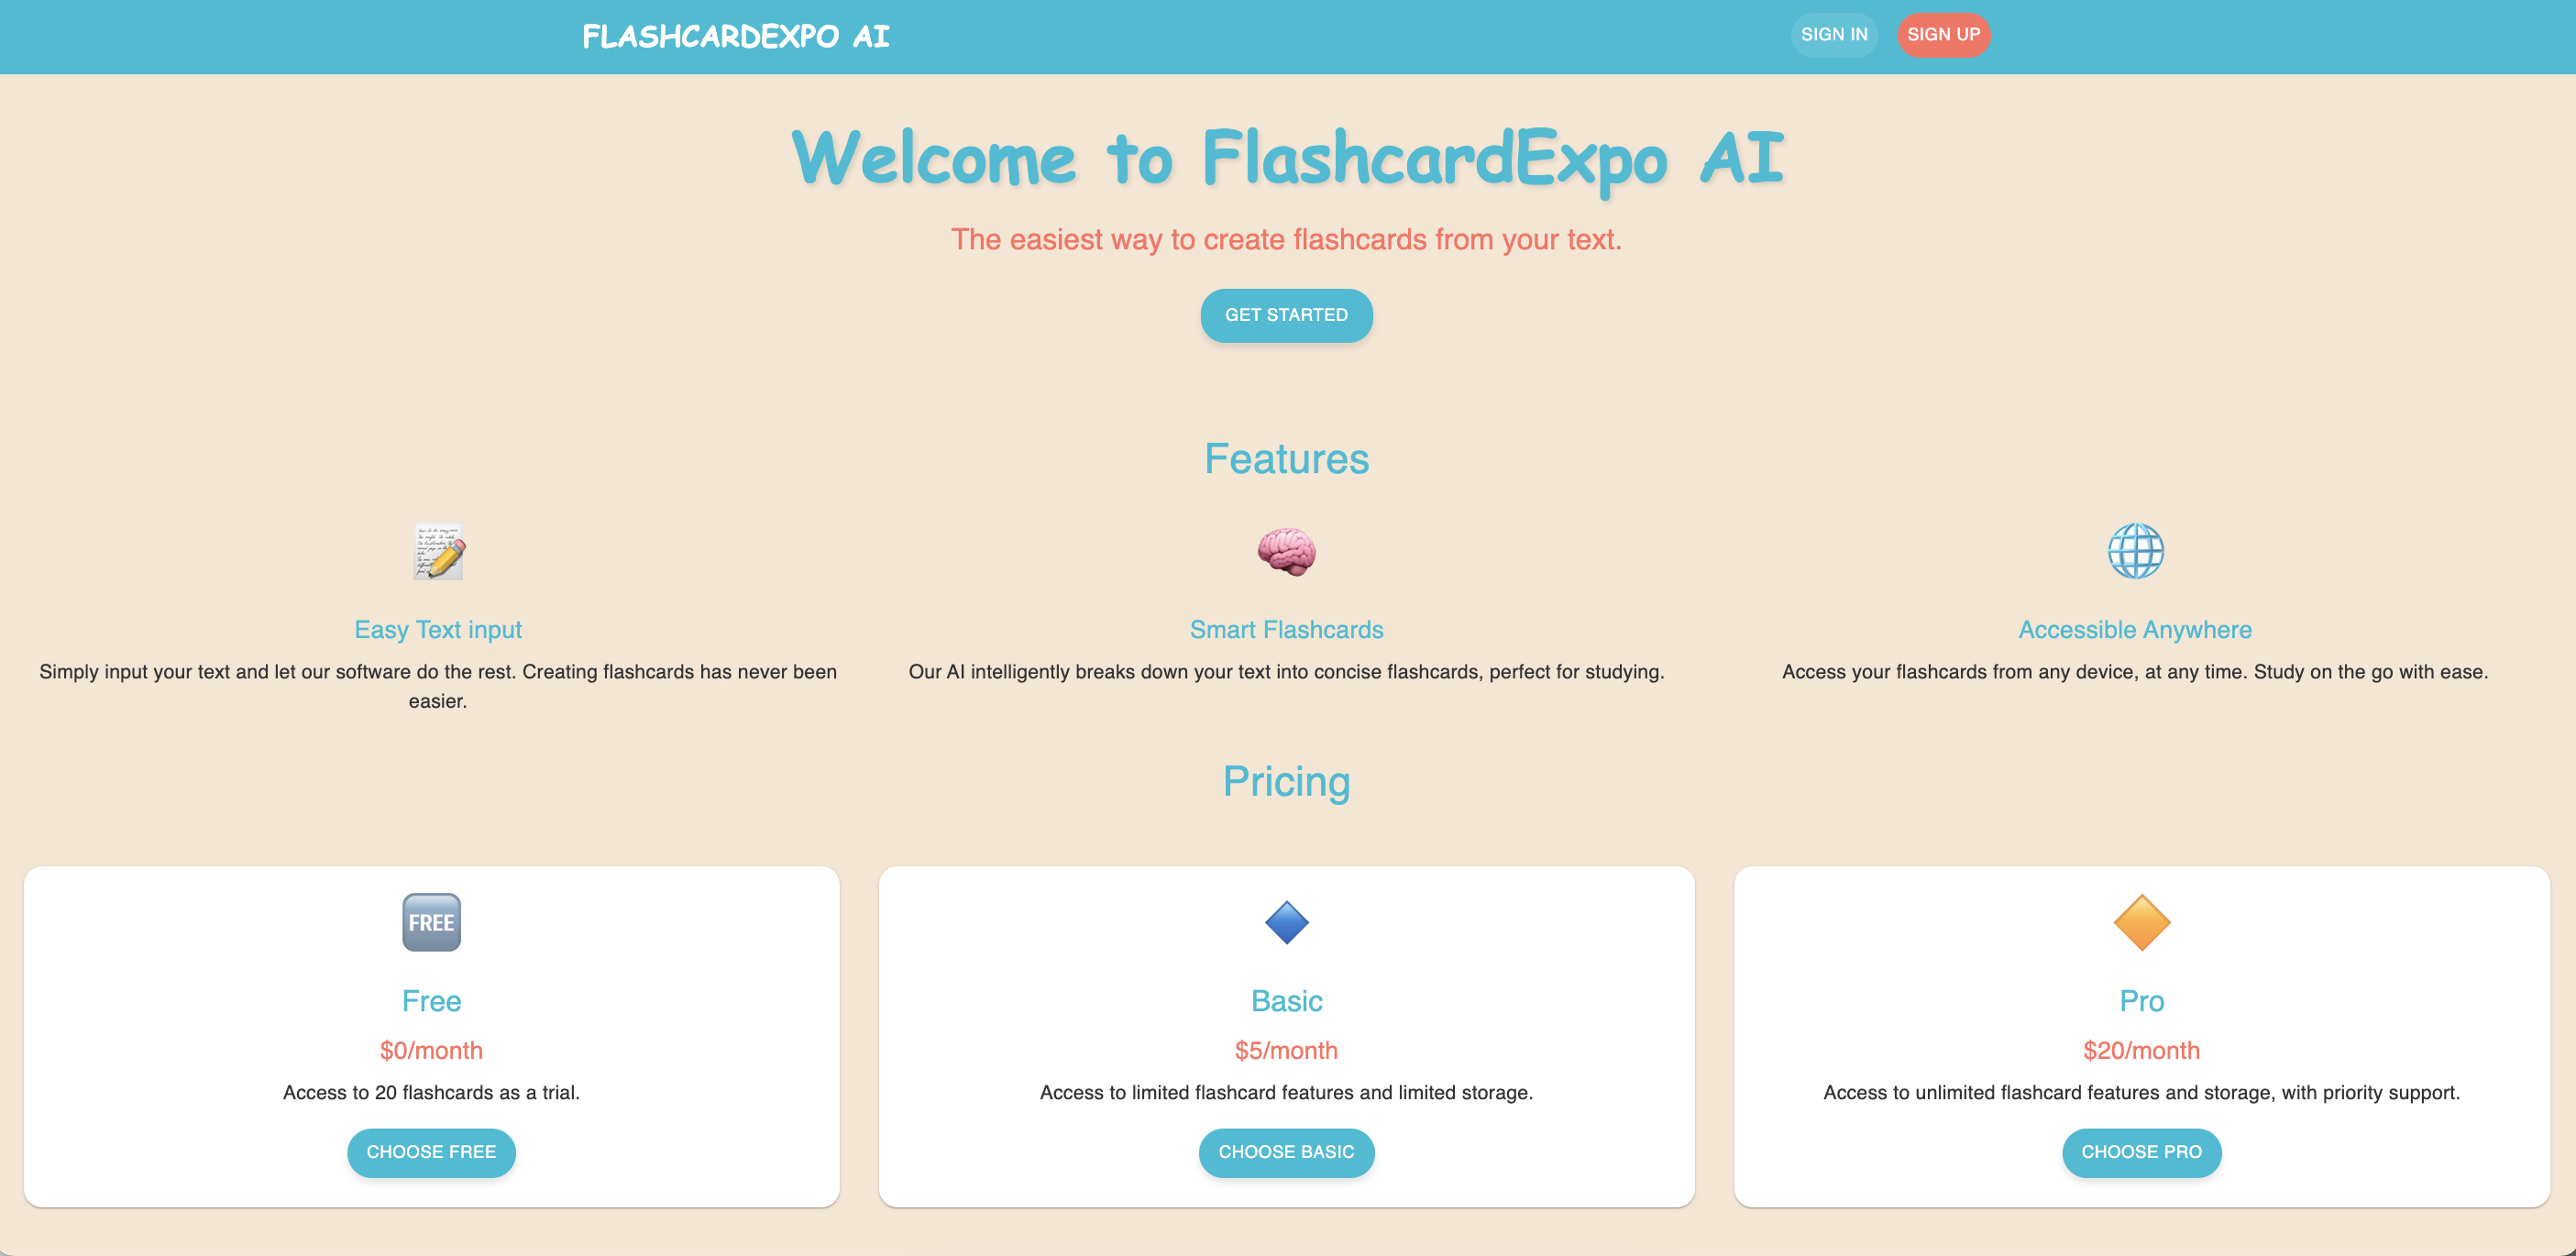 FLASHCARDEXPO AI
SIGN IN
SIGN UP
Welcome to FlashcardExpo AI
The easiest way to create flashcards from your text.
GET STARTED
Features
Easy Text input
Simply input your text and let our software do the rest. Creating flashcards has never been
easier.
Smart Flashcards
Our AI intelligently breaks down your text into concise flashcards, perfect for studying.
Accessible Anywhere
Access your flashcards from any device, at any time. Study on the go with ease.
Pricing
FREE
Free
$0/month
Access to 20 flashcards as a trial.
CHOOSE FREE
Basic
$5/month
Access to limited flashcard features and limited storage.
CHOOSE BASIC
Pro
$20/month
Access to unlimited flashcard features and storage, with priority support.
CHOOSE PRO